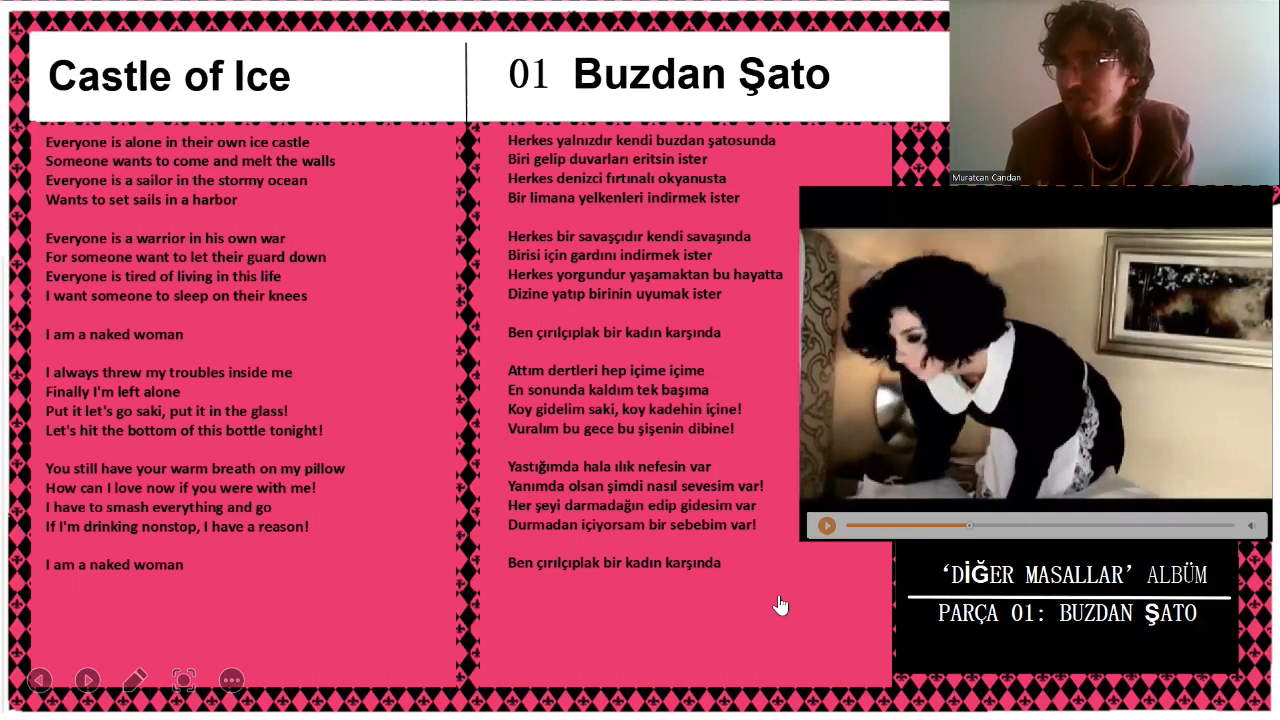 Castle of Ice
Everyone is alone in their own ice castle
Someone wants to come and melt the walls
Everyone is a sailor in the stormy ocean
Wants to set sails in a harbor
Everyone is a warrior in his own war
For someone want to let their guard down
Everyone is tired of living in this life
I want someone to sleep on their knees
I am a naked woman
I always threw my troubles inside me
Finally I'm left alone
Put it let's go saki, put it in the glass!
Let's hit the bottom of this bottle tonight!
You still have your warm breath on my pillow
How can I love now if you were with me!
I have to smash everything and go
If I'm drinking nonstop, I have a reason!
I am a naked woman
01 Buzdan Şato
Herkes yalnızdır kendi buzdan şatosunda
Biri gelip duvarları eritsin ister
Herkes denizci fırtınalı okyanusta
Bir limana yelkenleri indirmek ister
Herkes bir savaşçıdır kendi savaşında
Birisi için gardını indirmek ister
Herkes yorgundur yaşamaktan bu hayatta
Dizine yatıp birinin uyumak ister
Ben çırılçıplak bir kadın karşında
Attım dertleri hep içime içime
En sonunda kaldım tek başıma
Koy gidelim saki, koy kadehin içine!
Vuralım bu gece bu şişenin dibine!
Yastığımda hala ılık nefesin var
Yanımda olsan şimdi nasıl sevesim var!
Her şeyi darmadağın edip gidesim var
Durmadan içiyorsam bir sebebim var!
Ben çırılçıplak bir kadın karşında
Muratcan Candan
‘DİĞER MASALLAR’ ALBÜM
PARÇA 01: BUZDAN ŞATO